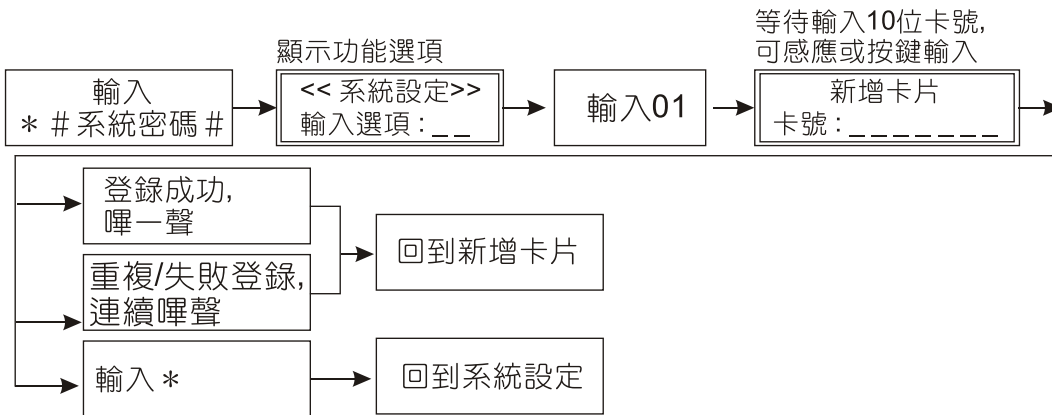 等待輸入10位卡號,
顯示功能選項
可感應或按鍵輸入
輸入
＊＃系統密碼＃
<< 系統設定>>
輸入選項：_ _
輸入01
新增卡片
卡號：_ _ _ _ _ _ _
登錄成功,
嗶一聲
重複/失敗登錄,
連續嗶聲
回到新增卡片
輸入＊
回到系統設定